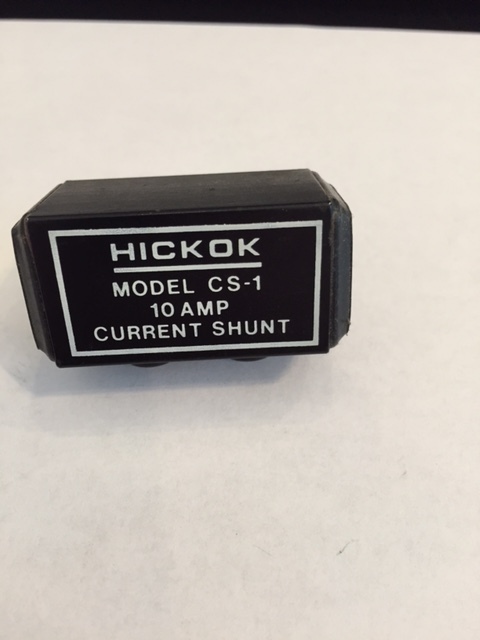 HICKOK
MODEL CS-1
10 AMP
CURRENT SHUNT